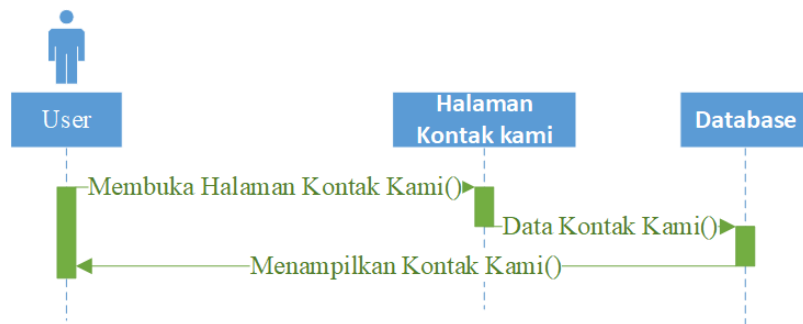 User
Halaman
Kontak kami
Database
Membuka Halaman Kontak Kami()
Data Kontak Kami()
Menampilkan Kontak Kami()